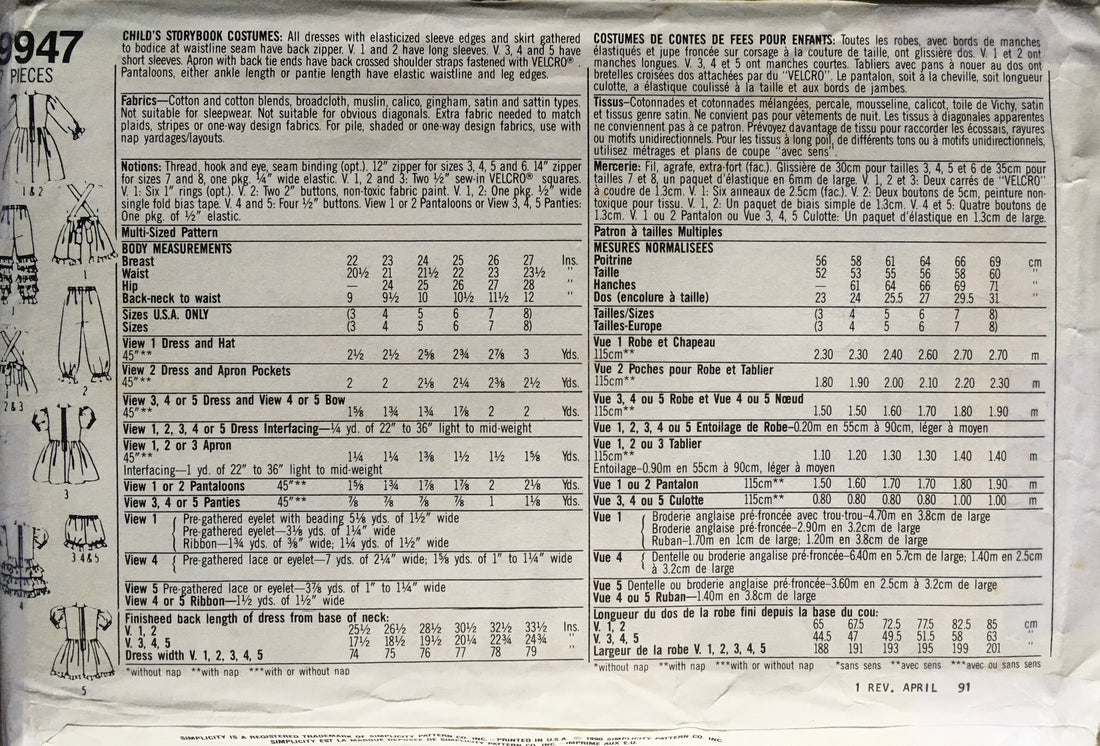 9947
7 PIECES
1 & 2
1
1
2
2 & 3
3
3 4 & 5
4
5
CHILD'S STORYBOOK COSTUMES: All dresses with elasticized sleeve edges and skirt gathered
to bodice at waistline seam have back zipper. V. 1 and 2 have long sleeves. V. 3, 4 and 5 have
short sleeves. Apron with back tie ends have back crossed shoulder straps fastened with VELCRO®.
Pantaloons, either ankle length or pantie length have elastic waistline and leg edges.
Fabrics—Cotton and cotton blends, broadcloth, muslin, calico, gingham, satin and sattin types.
Not suitable for sleepwear. Not suitable for obvious diagonals. Extra fabric needed to match
plaids, stripes or one-way design fabrics. For pile, shaded or one-way design fabrics, use with
nap yardages/layouts.
Notions: Thread, hook and eye, seam binding (opt.). 12" zipper for sizes 3, 4, 5 and 6, 14" zipper
for sizes 7 and 8, one pkg. ¼" wide elastic. V. 1, 2 and 3: Two ½" sew-in VELCRO® squares.
V. 1: Six 1" rings (opt.). V. 2: Two 2" buttons, non-toxic fabric paint. V. 1, 2: One pkg. ½" wide
single fold bias tape. V. 4 and 5: Four ½" buttons. View 1 or 2 Pantaloons or View 3, 4, 5 Panties:
One pkg. of ½" elastic.
Multi-Sized Pattern
BODY MEASUREMENTS
Breast 22 23 24 25 26 27 Ins.
Waist 20½ 21 21½ 22 23 23½ "
Hip — 24 25 26 27 28 "
Back-neck to waist 9 9½ 10 10½ 11½ 12 "
Sizes U.S.A. ONLY (3 4 5 6 7 8)
Sizes (3 4 5 6 7 8)
View 1 Dress and Hat
45"** 2½ 2½ 2⅝ 2¾ 2⅞ 3 Yds.
View 2 Dress and Apron Pockets
45"** 2 2 2⅛ 2¼ 2⅜ 2½ Yds.
View 3, 4 or 5 Dress and View 4 or 5 Bow
45"** 1⅝ 1¾ 1¾ 1⅞ 2 2 Yds.
View 1, 2, 3, 4 or 5 Dress Interfacing—¼ yd. of 22" to 36" light to mid-weight
View 1, 2 or 3 Apron
45"** 1¼ 1¼ 1⅜ 1½ 1½ 1⅝ Yds.
Interfacing—1 yd. of 22" to 36" light to mid-weight
View 1 or 2 Pantaloons 45"** 1⅝ 1¾ 1⅞ 1⅞ 2 2⅛ Yds.
View 3, 4 or 5 Panties 45"** ⅞ ⅞ ⅞ ⅞ 1 1⅛ Yds.
View 1 Pre-gathered eyelet with beading 5⅛ yds. of 1½" wide
Pre-gathered eyelet—3⅛ yds. of 1¼" wide
Ribbon—1¾ yds. of ⅜" wide; 1¼ yds. of 1½" wide
View 4 Pre-gathered lace or eyelet—7 yds. of 2¼" wide; 1⅝ yds. of 1" to 1¼" wide
View 5 Pre-gathered lace or eyelet—3⅞ yds. of 1" to 1¼" wide
View 4 or 5 Ribbon—1½ yds. of 1½" wide
Finisheed back length of dress from base of neck:
V. 1, 2 25½ 26½ 28½ 30½ 32½ 33½ Ins.
V. 3, 4, 5 17½ 18½ 19½ 20¼ 22¾ 24¾ "
Dress width V. 1, 2, 3, 4, 5 74 75 76 77 78 79 "
*without nap **with nap ***with or without nap
COSTUMES DE CONTES DE FEES POUR ENFANTS: Toutes les robes, avec bords de manches
élastiqués et jupe froncée sur corsage à la couture de taille, ont glissière dos. V. 1 et 2 ont
manches longues. V. 3, 4 et 5 ont manches courtes. Tabliers avec pans à nouer au dos ont
bretelles croisées dos attachées par du "VELCRO". Le pantalon, soit à la cheville, soit longueur
culotte, a élastique coulissé à la taille et aux bords de jambes.
Tissus—Cotonnades et cotonnades mélangées, percale, mousseline, calicot, toile de Vichy, satin
et tissus genre satin. Ne convient pas pour vêtements de nuit. Les tissus à diagonales apparentes
ne conviennent pas à ce patron. Prévoyez davantage de tissu pour raccorder les écossais, rayures
ou motifs unidirectionnels. Pour les tissus à long poil, de différents tons ou à motifs unidirectionnels,
utilisez métrages et plans de coupe "avec sens".
Mercerie: Fil, agrafe, extra-fort (fac.). Glissière de 30cm pour tailles 3, 4, 5 et 6 de 35cm pour
tailles 7 et 8, un paquet d'élastique en 6mm de large. V. 1, 2 et 3: Deux carrés de "VELRO"
à coudre de 1.3cm. V. 1: Six anneaux de 2.5cm (fac.). V. 2: Deux boutons de 5cm, peinture non-
toxique pour tissu. V. 1, 2: Un paquet de biais simple de 1.3cm. V. 4 et 5: Quatre boutons de
1.3cm. V. 1 ou 2 Pantalon ou Vue 3, 4, 5 Culotte: Un paquet d'élastique en 1.3cm de large.
Patron à tailles Multiples
MESURES NORMALISEES
Poitrine 56 58 61 64 66 69 cm
Taille 52 53 55 56 58 60 "
Hanches — 61 64 66 69 71 "
Dos (encolure à taille) 23 24 25.5 27 29.5 31 "
Tailles/Sizes (3 4 5 6 7 8)
Tailles-Europe (3 4 5 6 7 8)
Vue 1 Robe et Chapeau
115cm** 2.30 2.30 2.40 2.60 2.70 2.70 m
Vue 2 Poches pour Robe et Tablier
115cm** 1.80 1.90 2.00 2.10 2.20 2.30 m
Vue 3, 4 ou 5 Robe et Vue 4 ou 5 Nœud
115cm** 1.50 1.50 1.60 1.70 1.80 1.90 m
Vue 1, 2, 3, 4 ou 5 Entoilage de Robe—0.20m en 55cm à 90cm, léger à moyen
Vue 1, 2 ou 3 Tablier
115cm** 1.10 1.20 1.30 1.30 1.40 1.40 m
Entoilage—0.90m en 55cm à 90cm, léger à moyen
Vue 1 ou 2 Pantalon 115cm** 1.50 1.60 1.70 1.70 1.80 1.90 m
Vue 3, 4 ou 5 Culotte 115cm** 0.80 0.80 0.80 0.80 1.00 1.00 m
Vue 1 Broderie anglaise pré-froncée avec trou-trou—4.70m en 3.8cm de large
Broderie anglaise pré-froncée—2.90m en 3.2cm de large
Ruban—1.70m en 1cm de large; 1.20m en 3.8cm de large
Vue 4 Dentelle ou broderie angalise pré-froncée—6.40m en 5.7cm de large; 1.40m en 2.5cm
à 3.2cm de large
Vue 5 Dentelle ou broderie anglaise pré-froncée—3.60m en 2.5cm à 3.2cm de large
Vue 4 ou 5 Ruban—1.40m en 3.8cm de large
Longueur du dos de la robe fini depuis la base du cou:
V. 1, 2 65 67.5 72.5 77.5 82.5 85 cm
V. 3, 4, 5 44.5 47 49.5 51.5 58 63 "
Largeur de la robe V. 1, 2, 3, 4, 5 188 191 193 195 199 201 "
*without nap **with nap ***with or without nap *sans sens **avec sens ***avec ou sans sens
1 REV. APRIL 91
SIMPLICITY IS A REGISTERED TRADEMARK OF SIMPLICITY PATTERN CO. INC. - PRINTED IN U.S.A. © 1990 SIMPLICITY PATTERN CO. INC.
SIMPLICITY EST LA MARQUE DEPOSEE DE SIMPLICITY PATTERN CO. INC. - IMPRIME AUX E.U.